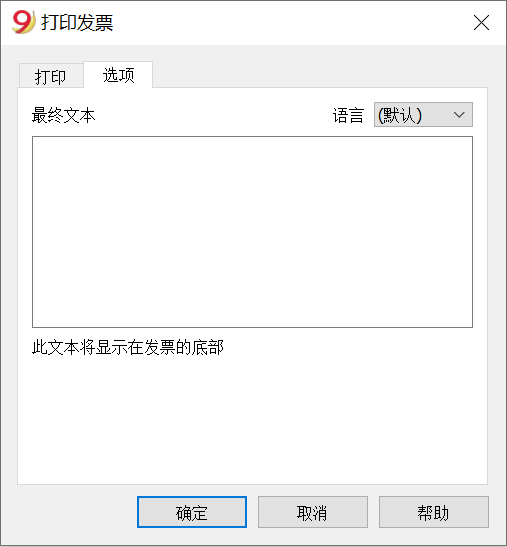 打印发票
打印 选项
最终文本 语言 (默认)
此文本将显示在发票的底部
确定 取消 帮助